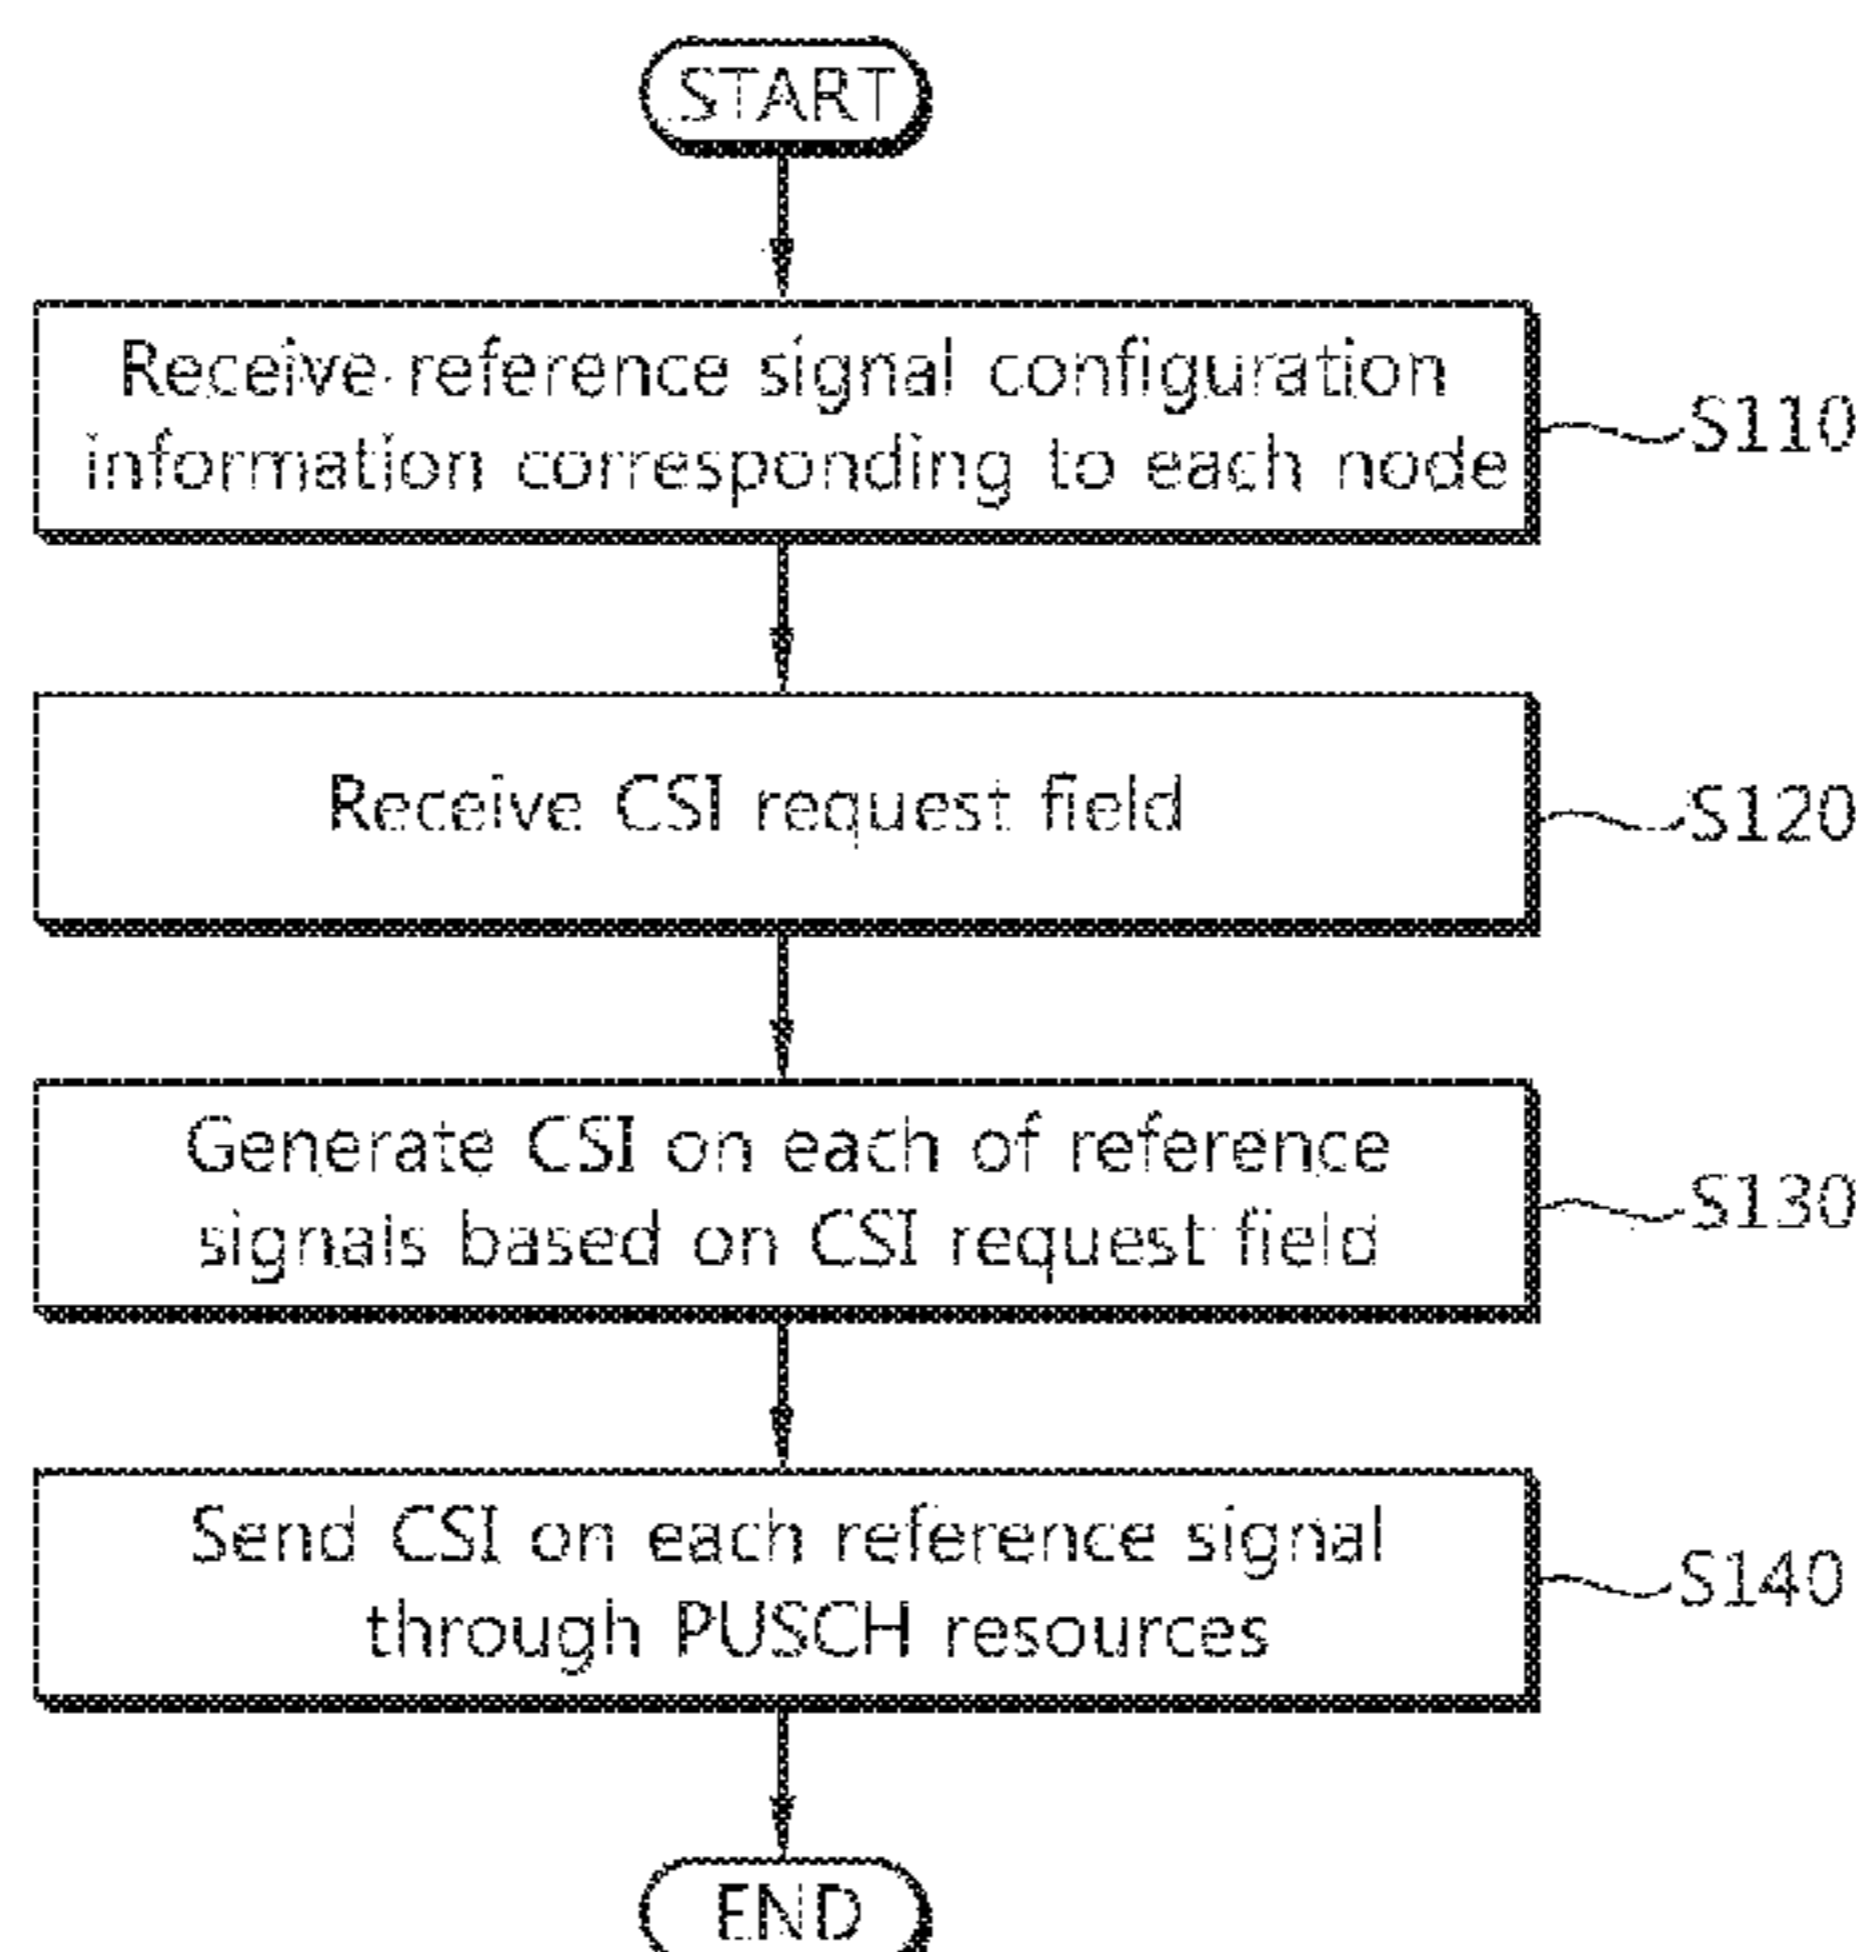 START
Receive reference signal configuration
information corresponding to each node
S110
Receive CSI request field
S120
Generate CSI on each of reference
signals based on CSI request field
S130
Send CSI on each reference signal
through PUSCH resources
S140
END